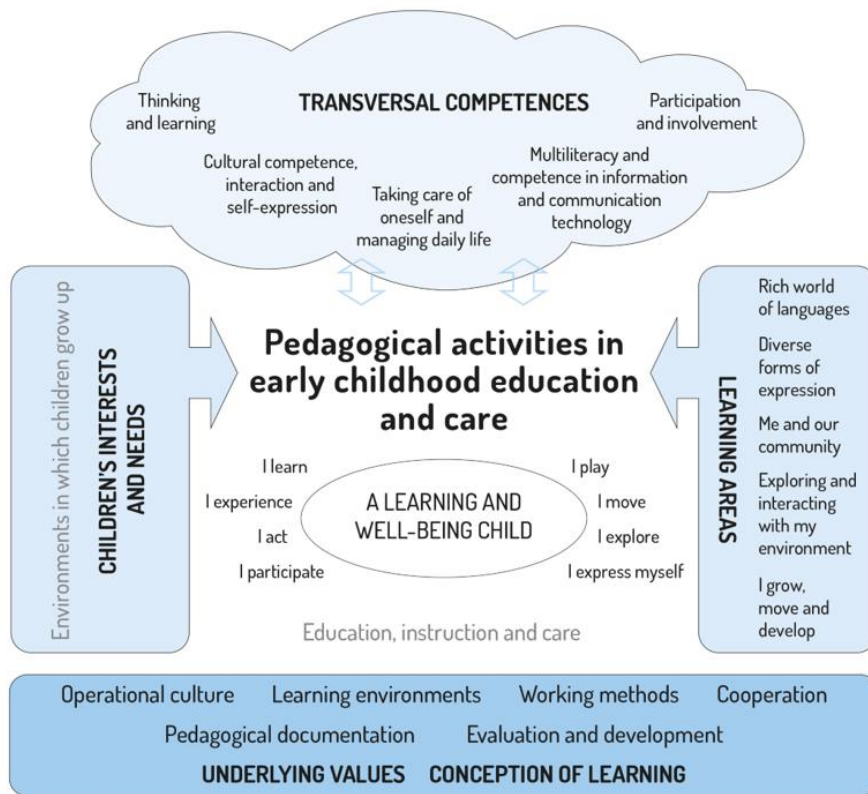 TRANSVERSAL COMPETENCES
Thinking
and learning
Participation
and involvement
Cultural competence,
interaction and
self-expression
Taking care of
oneself and
managing daily life
Multiliteracy and
competence in information
and communication
technology
Environments in which children grow up
CHILDREN'S INTERESTS
AND NEEDS
Pedagogical activities in
early childhood education
and care
I learn
I experience
I act
I participate
A LEARNING AND
WELL-BEING CHILD
I play
I move
I explore
I express myself
Education, instruction and care
LEARNING AREAS
Rich world
of languages
Diverse
forms of
expression
Me and our
community
Exploring and
interacting
with my
environment
I grow,
move and
develop
Operational culture Learning environments Working methods Cooperation
Pedagogical documentation Evaluation and development
UNDERLYING VALUES CONCEPTION OF LEARNING